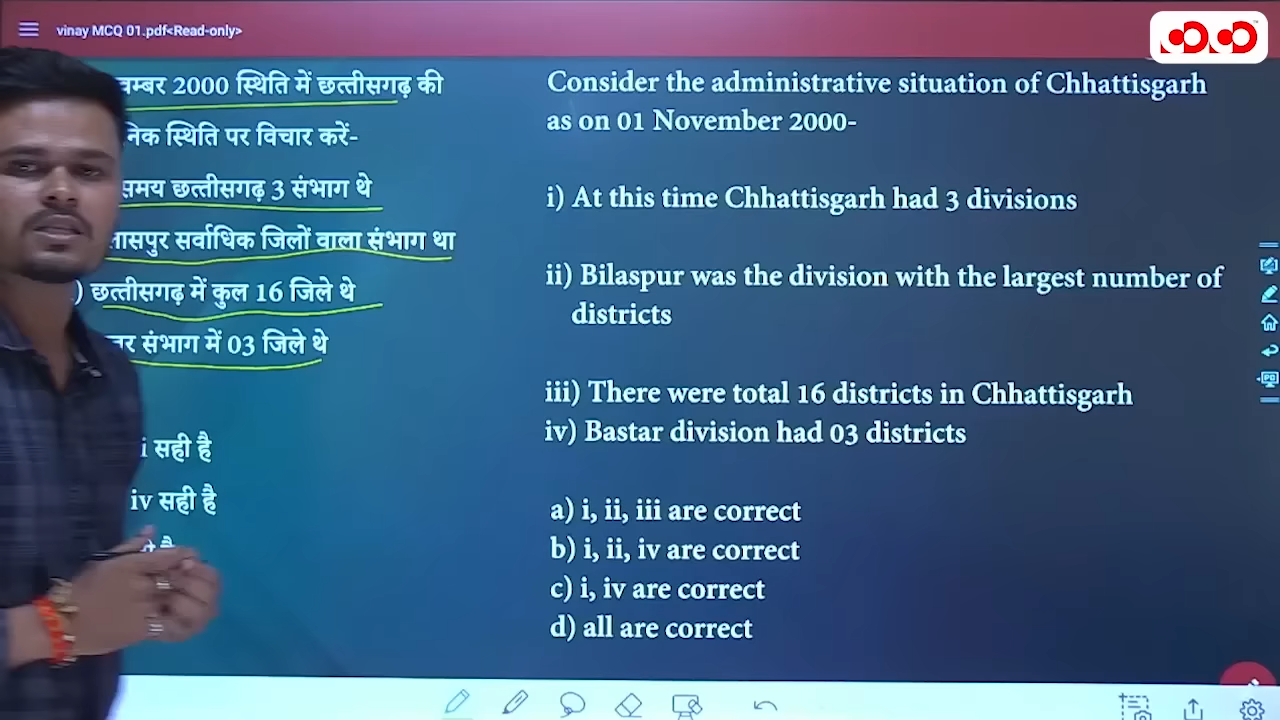 vinay MCQ 01.pdf<Read-only>
2000 स्थिति में छत्तीसगढ़ की
स्थिति पर विचार करें-
समय छत्तीसगढ़ 3 संभाग थे
सर्वाधिक जिलों वाला संभाग था
) छत्तीसगढ़ में कुल 16 जिले थे
संभाग में 03 जिले थे
i सही है
iv सही है
Consider the administrative situation of Chhattisgarh
as on 01 November 2000-
i) At this time Chhattisgarh had 3 divisions
ii) Bilaspur was the division with the largest number of
districts
iii) There were total 16 districts in Chhattisgarh
iv) Bastar division had 03 districts
a) i, ii, iii are correct
b) i, ii, iv are correct
c) i, iv are correct
d) all are correct